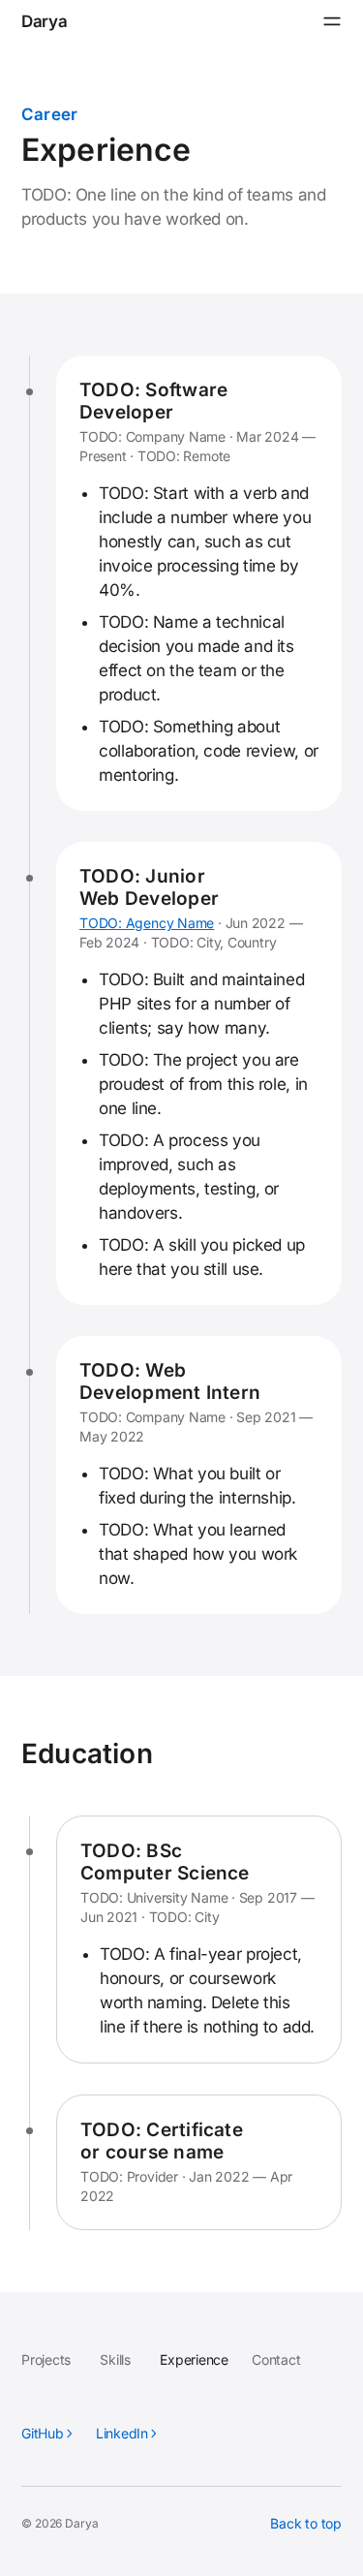 Darya
Career
Experience
TODO: One line on the kind of teams and
products you have worked on.
TODO: Software
Developer
TODO: Company Name · Mar 2024 —
Present · TODO: Remote
• TODO: Start with a verb and
include a number where you
honestly can, such as cut
invoice processing time by
40%.
• TODO: Name a technical
decision you made and its
effect on the team or the
product.
• TODO: Something about
collaboration, code review, or
mentoring.
TODO: Junior
Web Developer
TODO: Agency Name · Jun 2022 —
Feb 2024 · TODO: City, Country
• TODO: Built and maintained
PHP sites for a number of
clients; say how many.
• TODO: The project you are
proudest of from this role, in
one line.
• TODO: A process you
improved, such as
deployments, testing, or
handovers.
• TODO: A skill you picked up
here that you still use.
TODO: Web
Development Intern
TODO: Company Name · Sep 2021 —
May 2022
• TODO: What you built or
fixed during the internship.
• TODO: What you learned
that shaped how you work
now.
Education
TODO: BSc
Computer Science
TODO: University Name · Sep 2017 —
Jun 2021 · TODO: City
• TODO: A final-year project,
honours, or coursework
worth naming. Delete this
line if there is nothing to add.
TODO: Certificate
or course name
TODO: Provider · Jan 2022 — Apr
2022
Projects Skills Experience Contact
GitHub › LinkedIn ›
© 2026 Darya Back to top